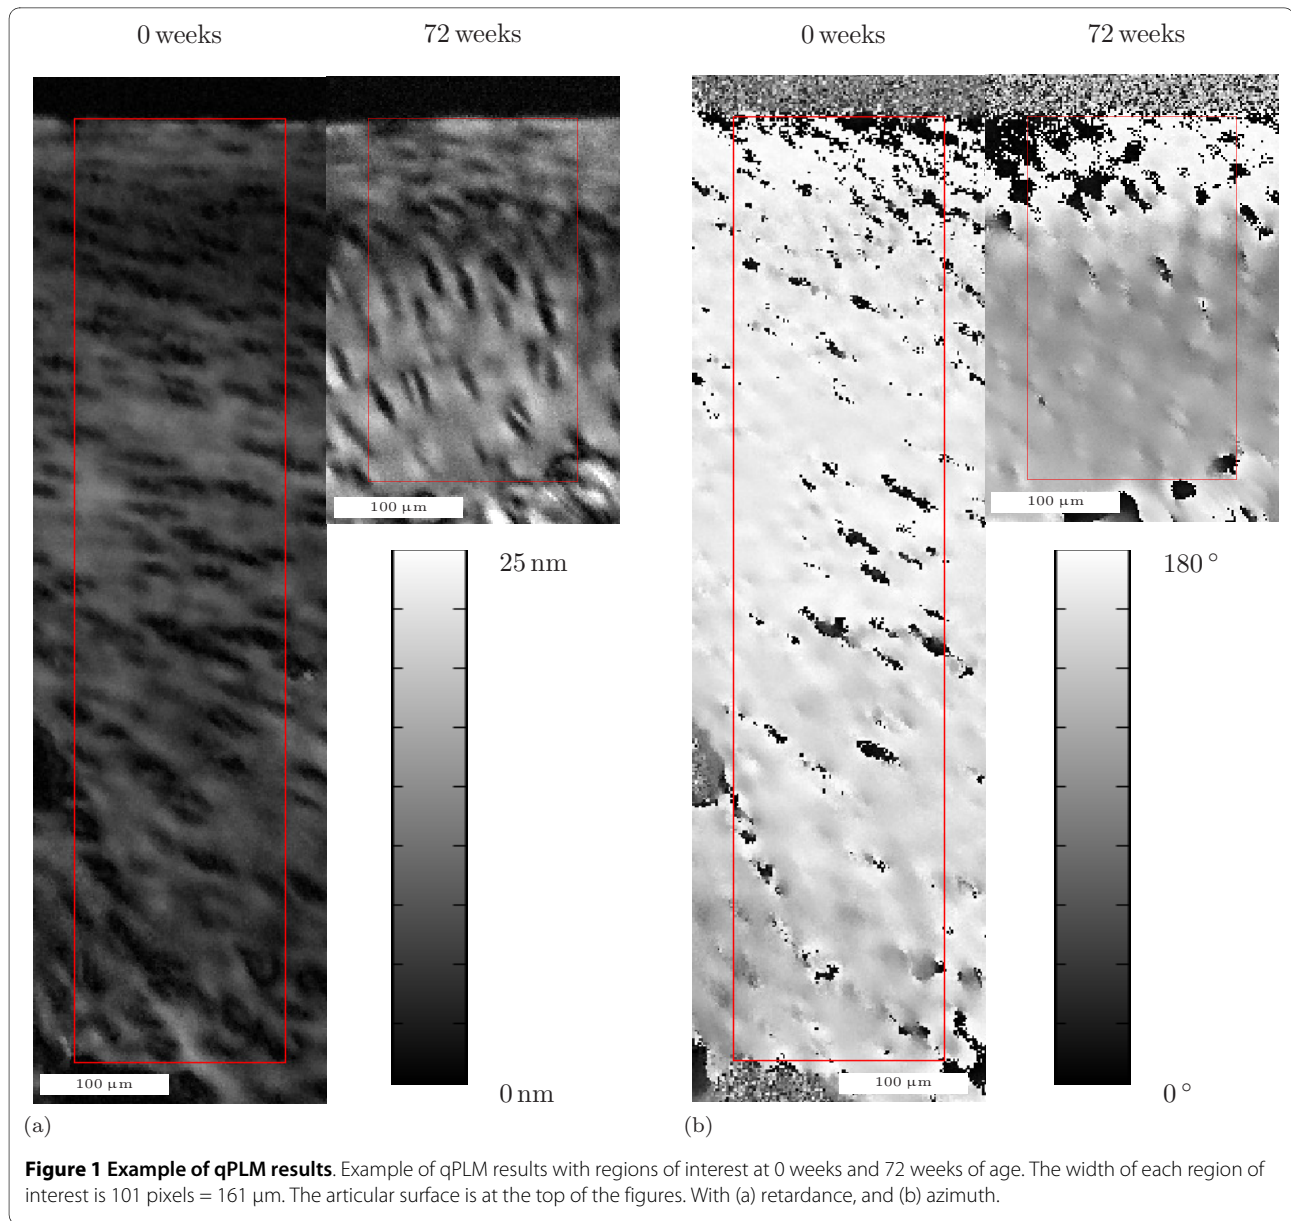 0 weeks
72 weeks
0 weeks
72 weeks
100 µm
100 µm
25 nm
180 °
100 µm
100 µm
0 nm
0 °
(a)
(b)
Figure 1 Example of qPLM results. Example of qPLM results with regions of interest at 0 weeks and 72 weeks of age. The width of each region of
interest is 101 pixels = 161 μm. The articular surface is at the top of the figures. With (a) retardance, and (b) azimuth.